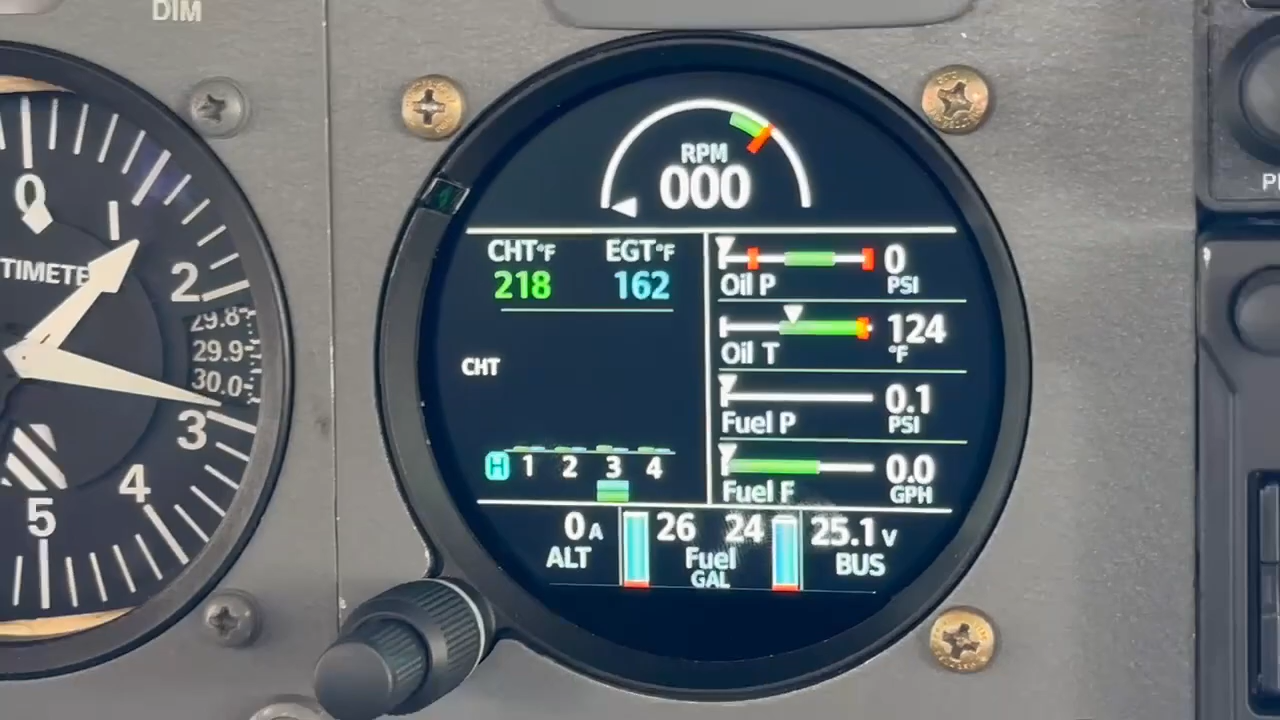 DIM
0
1
TIMETE
2
29.8
29.9
30.0
3
4
5
RPM
000
CHT°F EGT°F
218 162
CHT
H 1 2 3 4
0
Oil P PSI
124
Oil T °F
0.1
Fuel P PSI
0.0
Fuel F GPH
0 A 26 24 25.1 V
ALT Fuel BUS
GAL